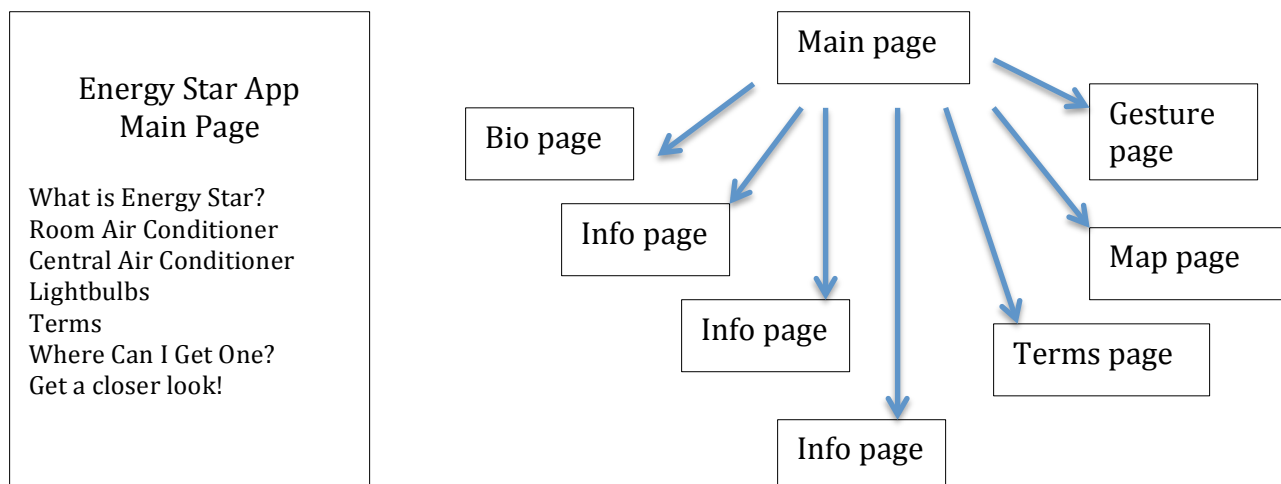 Energy Star App
Main Page
What is Energy Star?
Room Air Conditioner
Central Air Conditioner
Lightbulbs
Terms
Where Can I Get One?
Get a closer look!
Main page
Bio page
Info page
Info page
Info page
Terms page
Map page
Gesture
page